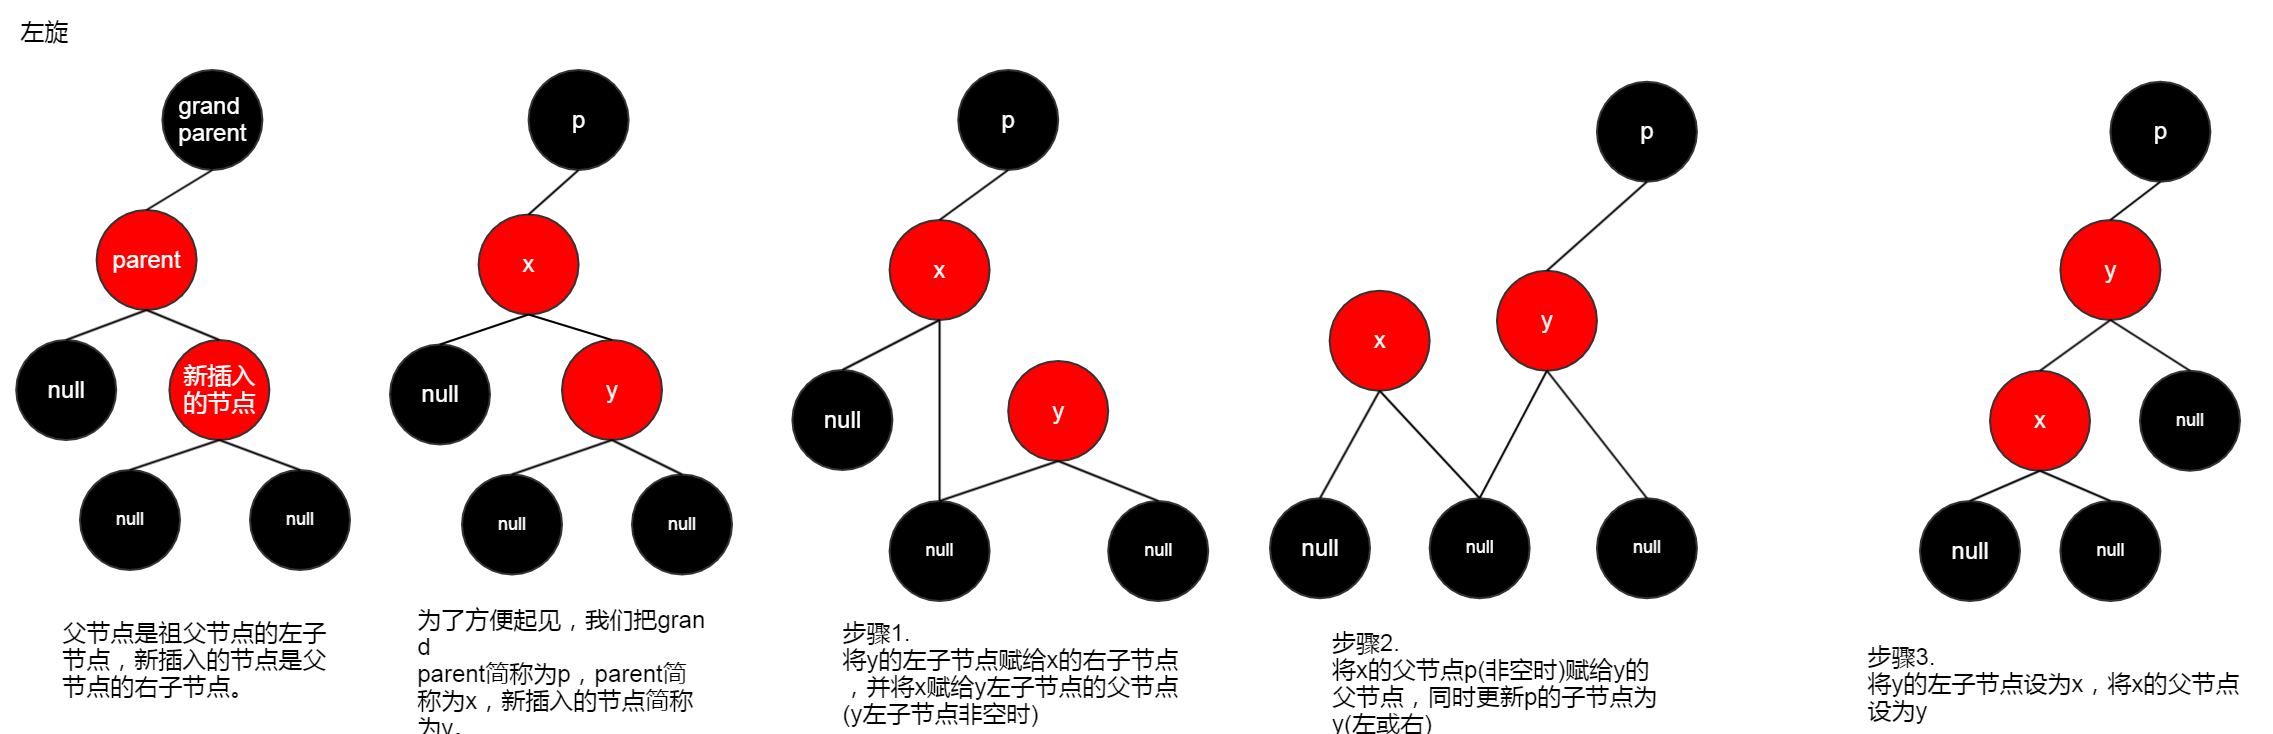 左旋
grand
parent
parent
null
新插入
的节点
null
null
父节点是祖父节点的左子
节点，新插入的节点是父
节点的右子节点。
p
x
null
y
null
null
为了方便起见，我们把gran
d
parent简称为p，parent简
称为x，新插入的节点简称
为y。
p
x
null
y
null
null
步骤1.
将y的左子节点赋给x的右子节点
，并将x赋给y左子节点的父节点
(y左子节点非空时)
p
x
y
null
null
null
步骤2.
将x的父节点p(非空时)赋给y的
父节点，同时更新p的子节点为
y(左或右)
p
y
x
null
null
null
步骤3.
将y的左子节点设为x，将x的父节点
设为y